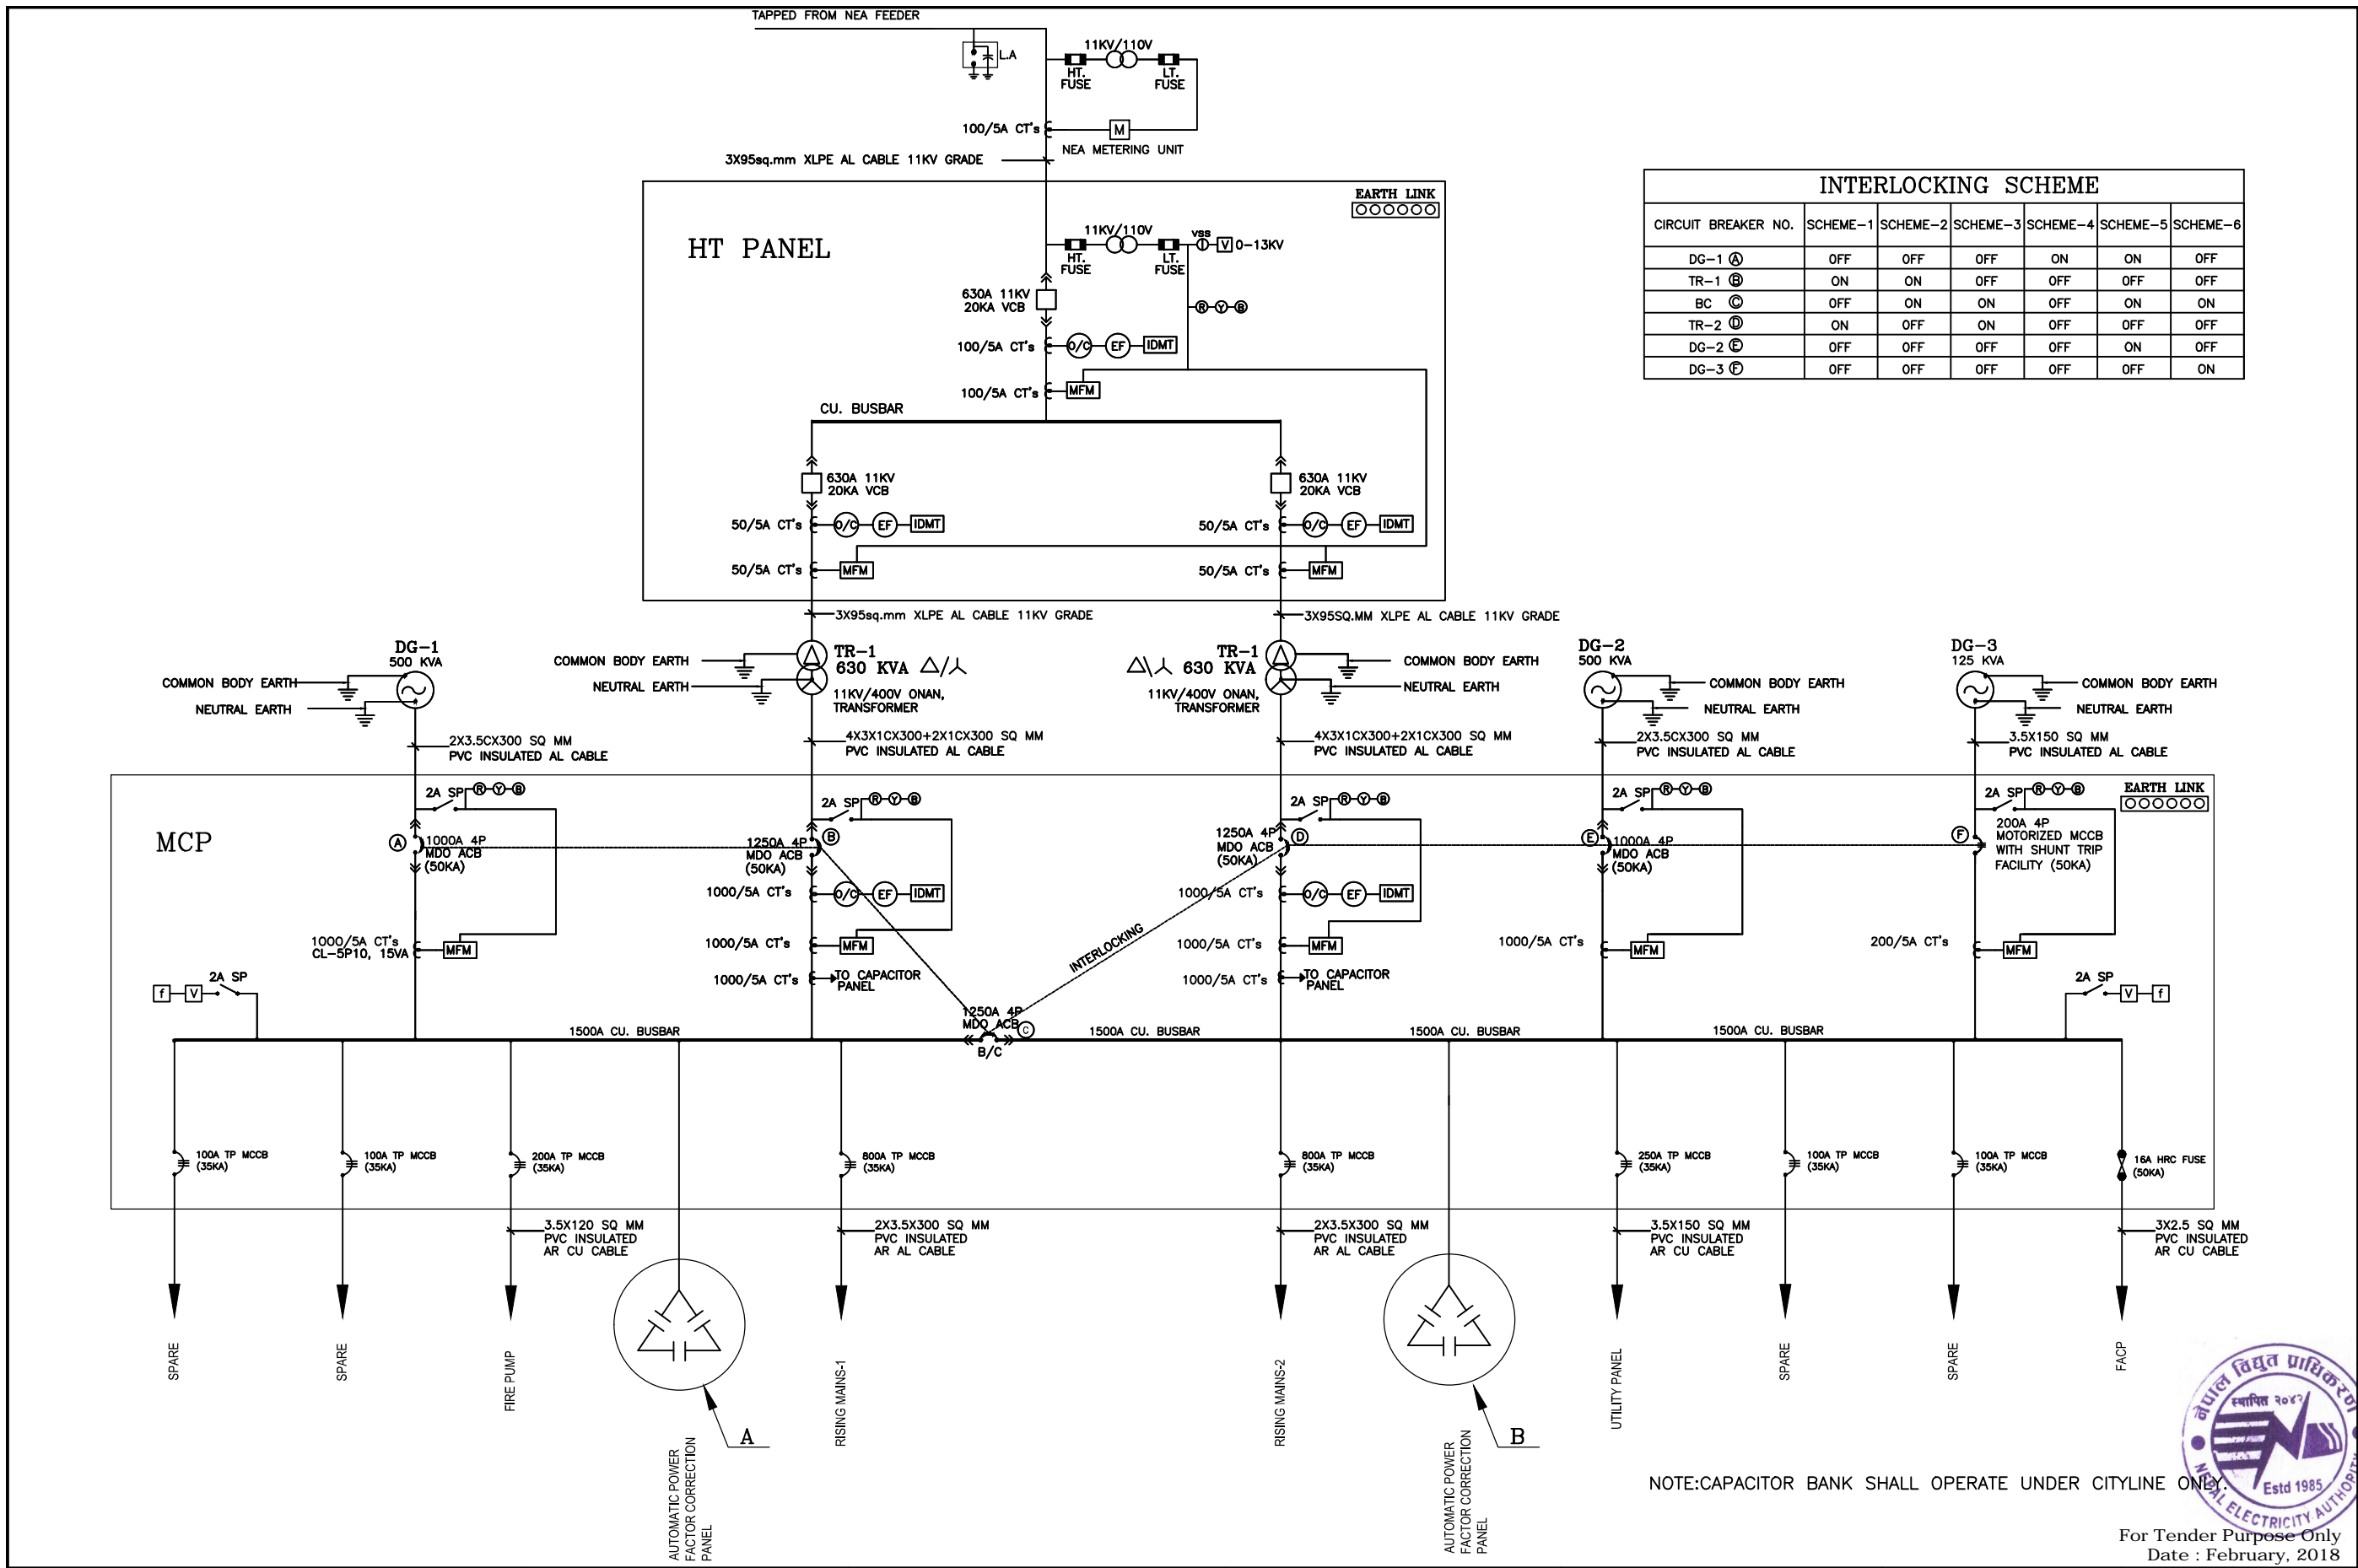 TAPPED FROM NEA FEEDER
L.A
11KV/110V
HT.
FUSE
LT.
FUSE
100/5A CT's
M
NEA METERING UNIT
3X95sq.mm XLPE AL CABLE 11KV GRADE
HT PANEL
EARTH LINK
11KV/110V
HT.
FUSE
LT.
FUSE
VSS
V
0-13KV
630A 11KV
20KA VCB
R Y B
100/5A CT's
O/C EF IDMT
100/5A CT's
MFM
CU. BUSBAR
630A 11KV
20KA VCB
630A 11KV
20KA VCB
50/5A CT's
O/C EF IDMT
50/5A CT's
O/C EF IDMT
50/5A CT's
MFM
50/5A CT's
MFM
INTERLOCKING SCHEME
CIRCUIT BREAKER NO. SCHEME-1 SCHEME-2 SCHEME-3 SCHEME-4 SCHEME-5 SCHEME-6
DG-1 A OFF OFF OFF ON ON OFF
TR-1 B ON ON OFF OFF OFF OFF
BC C OFF ON ON OFF ON ON
TR-2 D ON OFF ON OFF OFF OFF
DG-2 E OFF OFF OFF OFF ON OFF
DG-3 F OFF OFF OFF OFF OFF ON
3X95sq.mm XLPE AL CABLE 11KV GRADE
3X95SQ.MM XLPE AL CABLE 11KV GRADE
DG-1
500 KVA
COMMON BODY EARTH
NEUTRAL EARTH
2X3.5CX300 SQ MM
PVC INSULATED AL CABLE
COMMON BODY EARTH
NEUTRAL EARTH
TR-1
630 KVA
11KV/400V ONAN,
TRANSFORMER
4X3X1CX300+2X1CX300 SQ MM
PVC INSULATED AL CABLE
TR-1
630 KVA
11KV/400V ONAN,
TRANSFORMER
COMMON BODY EARTH
NEUTRAL EARTH
4X3X1CX300+2X1CX300 SQ MM
PVC INSULATED AL CABLE
DG-2
500 KVA
COMMON BODY EARTH
NEUTRAL EARTH
2X3.5CX300 SQ MM
PVC INSULATED AL CABLE
DG-3
125 KVA
COMMON BODY EARTH
NEUTRAL EARTH
3.5X150 SQ MM
PVC INSULATED AL CABLE
MCP
EARTH LINK
2A SP R Y B
A
1000A 4P
MDO ACB
(50KA)
1000/5A CT's
CL-5P10, 15VA
MFM
2A SP
f V
2A SP R Y B
B
1250A 4P
MDO ACB
(50KA)
1000/5A CT's
O/C EF IDMT
1000/5A CT's
MFM
1000/5A CT's
TO CAPACITOR
PANEL
1250A 4P
MDO ACB
C
B/C
INTERLOCKING
2A SP R Y B
D
1250A 4P
MDO ACB
(50KA)
1000/5A CT's
O/C EF IDMT
1000/5A CT's
MFM
1000/5A CT's
TO CAPACITOR
PANEL
2A SP R Y B
E
1000A 4P
MDO ACB
(50KA)
1000/5A CT's
MFM
2A SP R Y B
F
200A 4P
MOTORIZED MCCB
WITH SHUNT TRIP
FACILITY (50KA)
200/5A CT's
MFM
2A SP
V f
1500A CU. BUSBAR
1500A CU. BUSBAR
1500A CU. BUSBAR
1500A CU. BUSBAR
100A TP MCCB
(35KA)
100A TP MCCB
(35KA)
200A TP MCCB
(35KA)
800A TP MCCB
(35KA)
800A TP MCCB
(35KA)
250A TP MCCB
(35KA)
100A TP MCCB
(35KA)
100A TP MCCB
(35KA)
16A HRC FUSE
(50KA)
3.5X120 SQ MM
PVC INSULATED
AR CU CABLE
2X3.5X300 SQ MM
PVC INSULATED
AR AL CABLE
2X3.5X300 SQ MM
PVC INSULATED
AR AL CABLE
3.5X150 SQ MM
PVC INSULATED
AR CU CABLE
3X2.5 SQ MM
PVC INSULATED
AR CU CABLE
SPARE
SPARE
FIRE PUMP
A
AUTOMATIC POWER
FACTOR CORRECTION
PANEL
RISING MAINS-1
RISING MAINS-2
B
AUTOMATIC POWER
FACTOR CORRECTION
PANEL
UTILITY PANEL
SPARE
SPARE
FACP
NOTE:CAPACITOR BANK SHALL OPERATE UNDER CITYLINE ONLY.
नेपाल विद्युत प्राधिकरण
स्थापित २०४२
Estd 1985
NEPAL ELECTRICITY AUTHORITY
For Tender Purpose Only
Date : February, 2018